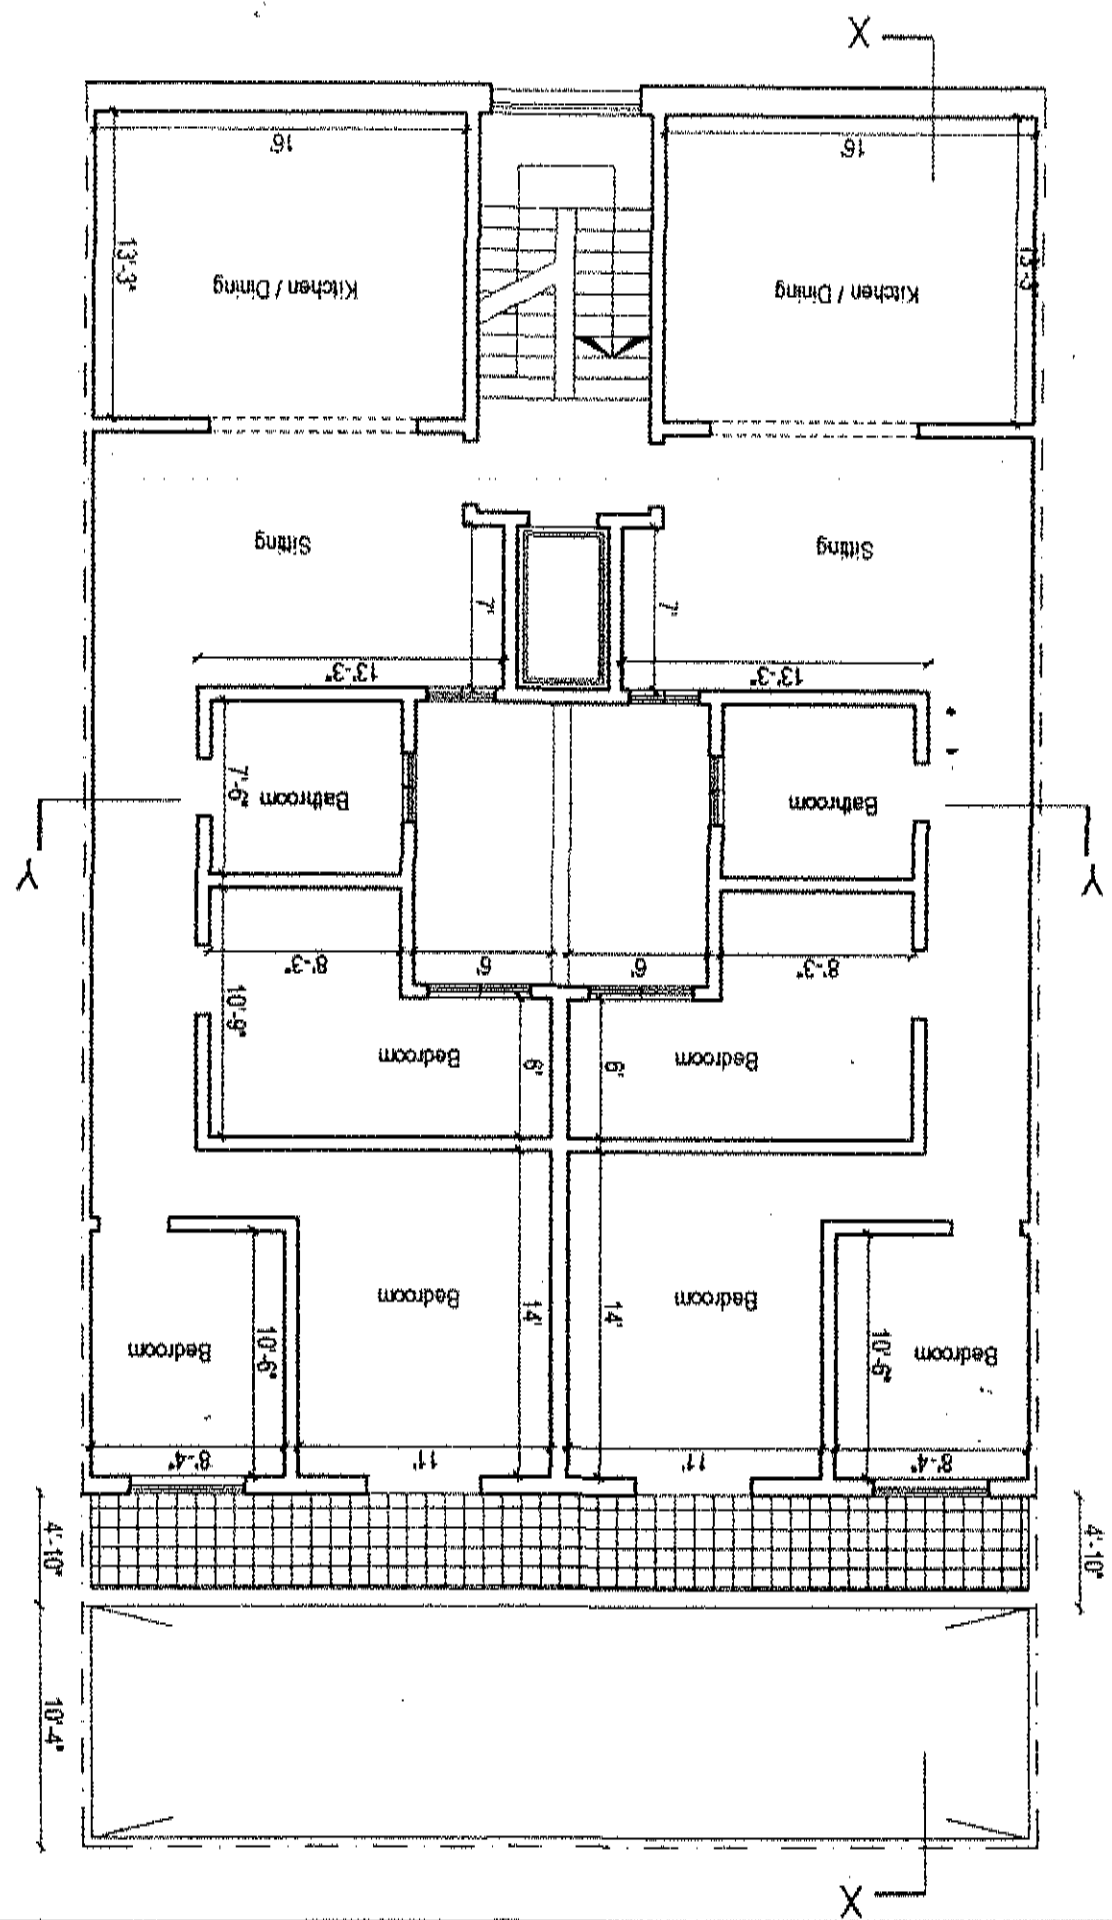 X
16'
16'
13'-3"
13'-3"
Kitchen / Dining
Kitchen / Dining
Sitting
Sitting
7'
7'
13'-3"
13'-3"
7'-6"
Bathroom
Bathroom
Y
Y
8'-3"
6'
6'
8'-3"
10'-9"
Bedroom
6'
6'
Bedroom
Bedroom
14'
14'
Bedroom
Bedroom
10'-6"
10'-6"
Bedroom
8'-4"
11'
11'
8'-4"
4'-10"
4'-10"
10'-4"
X